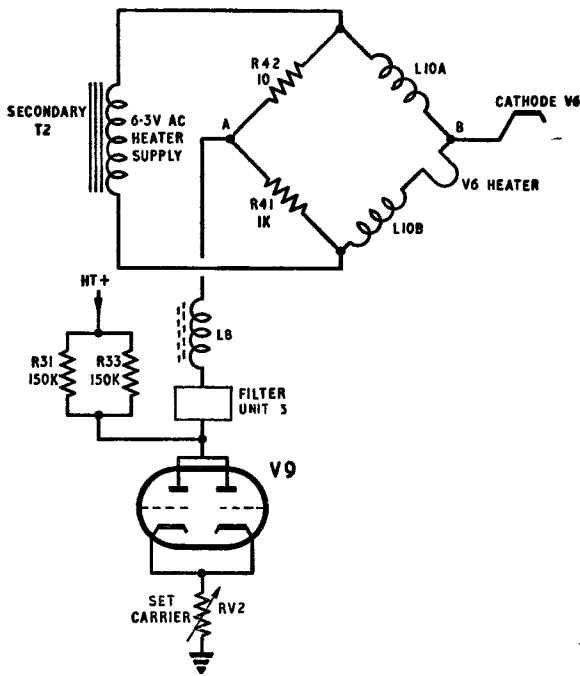 R42
10
L10A
SECONDARY
T2
6·3V AC
HEATER
SUPPLY
CATHODE V6
A
B
V6 HEATER
R41
1K
L10B
HT+
L8
R31
150K
R33
150K
FILTER
UNIT 3
V9
SET
CARRIER
RV2